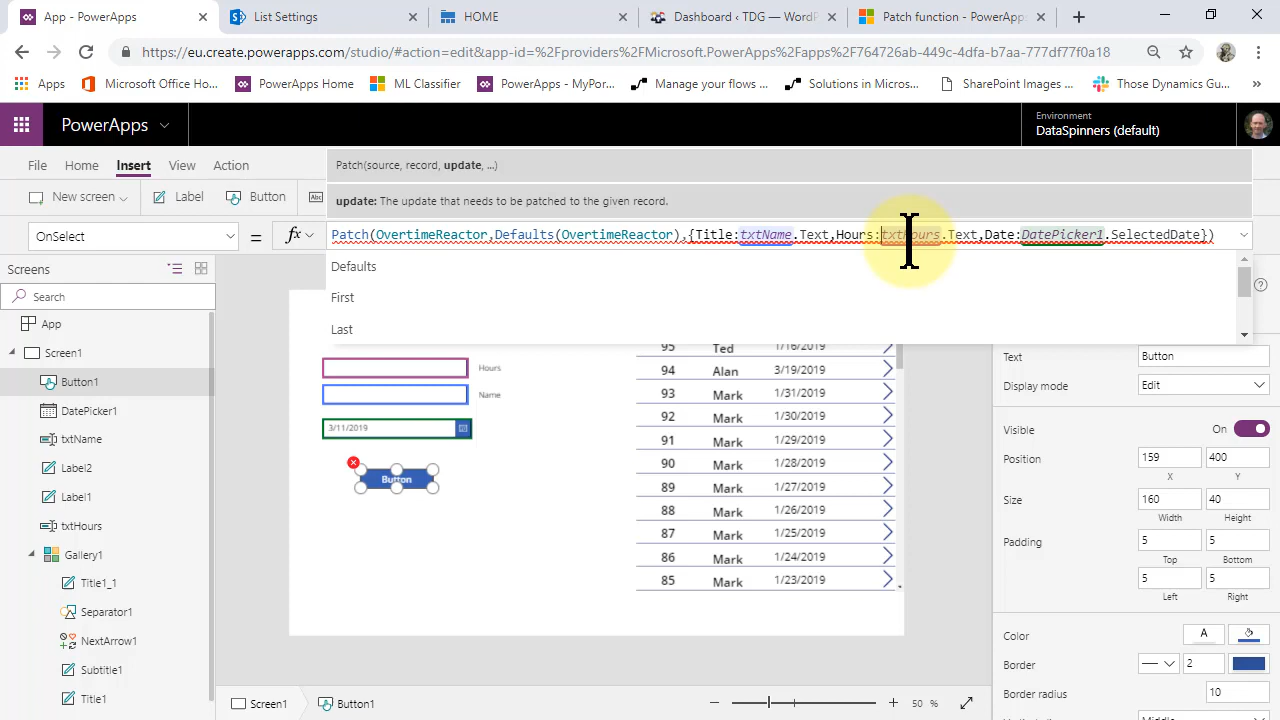 App - PowerApps
List Settings
HOME
Dashboard ‹ TDG — WordP
Patch function - PowerApps
https://eu.create.powerapps.com/studio/#action=edit&app-id=%2Fproviders%2FMicrosoft.PowerApps%2Fapps%2F764726ab-449c-4dfa-b7aa-777df77f0a18
Apps
Microsoft Office Ho...
PowerApps Home
ML Classifier
PowerApps - MyPor...
Manage your flows ...
Solutions in Micros...
SharePoint Images ...
Those Dynamics Gu...
»
PowerApps
Environment
DataSpinners (default)
File
Home
Insert
View
Action
Patch(source, record, update, ...)
New screen
Label
Button
Abc
update: The update that needs to be patched to the given record.
OnSelect
=
fx
Patch(OvertimeReactor,Defaults(OvertimeReactor),{Title:txtName.Text,Hours:txtHours.Text,Date:DatePicker1.SelectedDate})
Defaults
First
Last
Screens
Search
App
Screen1
Button1
DatePicker1
txtName
Label2
Label1
txtHours
Gallery1
Title1_1
Separator1
NextArrow1
Subtitle1
Title1
Hours
Name
3/11/2019
Button
95 Ted 1/16/2019
94 Alan 3/19/2019
93 Mark 1/31/2019
92 Mark 1/30/2019
91 Mark 1/29/2019
90 Mark 1/28/2019
89 Mark 1/27/2019
88 Mark 1/26/2019
87 Mark 1/25/2019
86 Mark 1/24/2019
85 Mark 1/23/2019
Text
Button
Display mode
Edit
Visible
On
Position
159
400
X
Y
Size
160
40
Width
Height
Padding
5
5
Top
Bottom
5
5
Left
Right
Color
A
Border
2
Border radius
10
Middle
Screen1
Button1
50 %